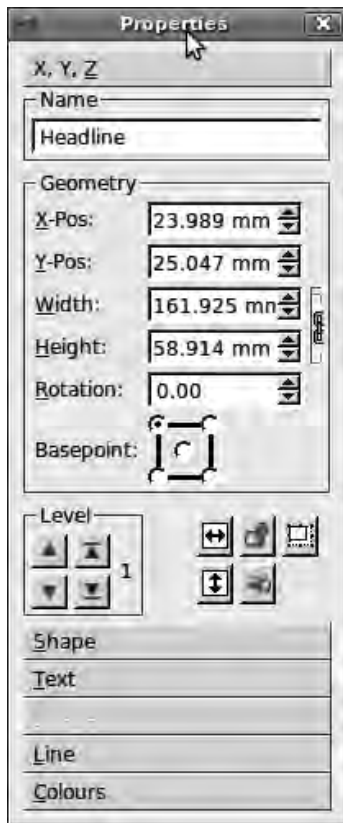 Properties
X, Y, Z
Name
Headline
Geometry
X-Pos: 23.989 mm
Y-Pos: 25.047 mm
Width: 161.925 mm
Height: 58.914 mm
Rotation: 0.00
Basepoint:
Level
1
Shape
Text
Line
Colours